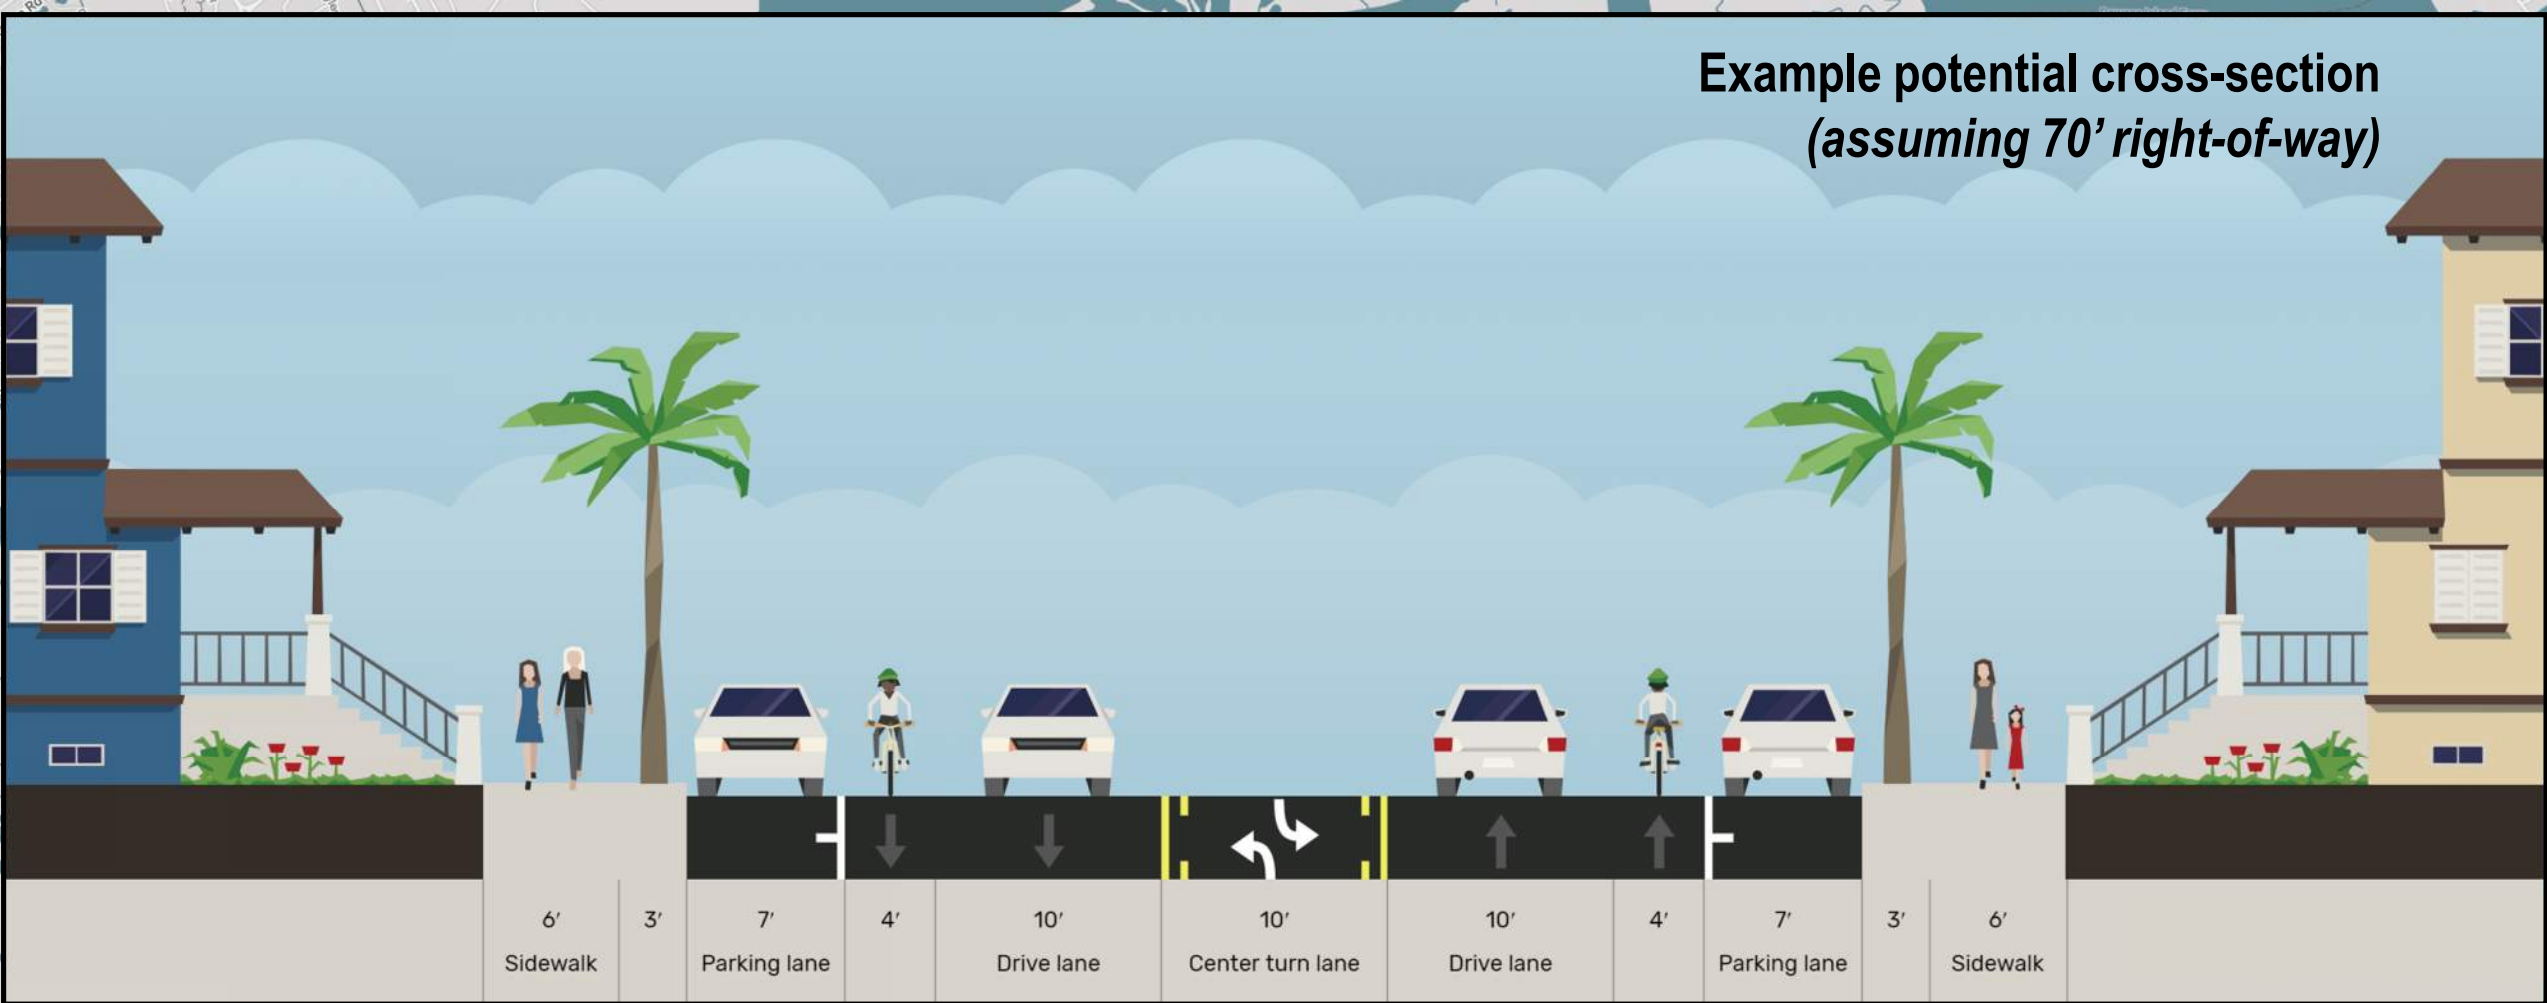 Example potential cross-section
(assuming 70’ right-of-way)
6′ 3′ 7′ 4′ 10′ 10′ 10′ 4′ 7′ 3′ 6′
Sidewalk Parking lane Drive lane Center turn lane Drive lane Parking lane Sidewalk